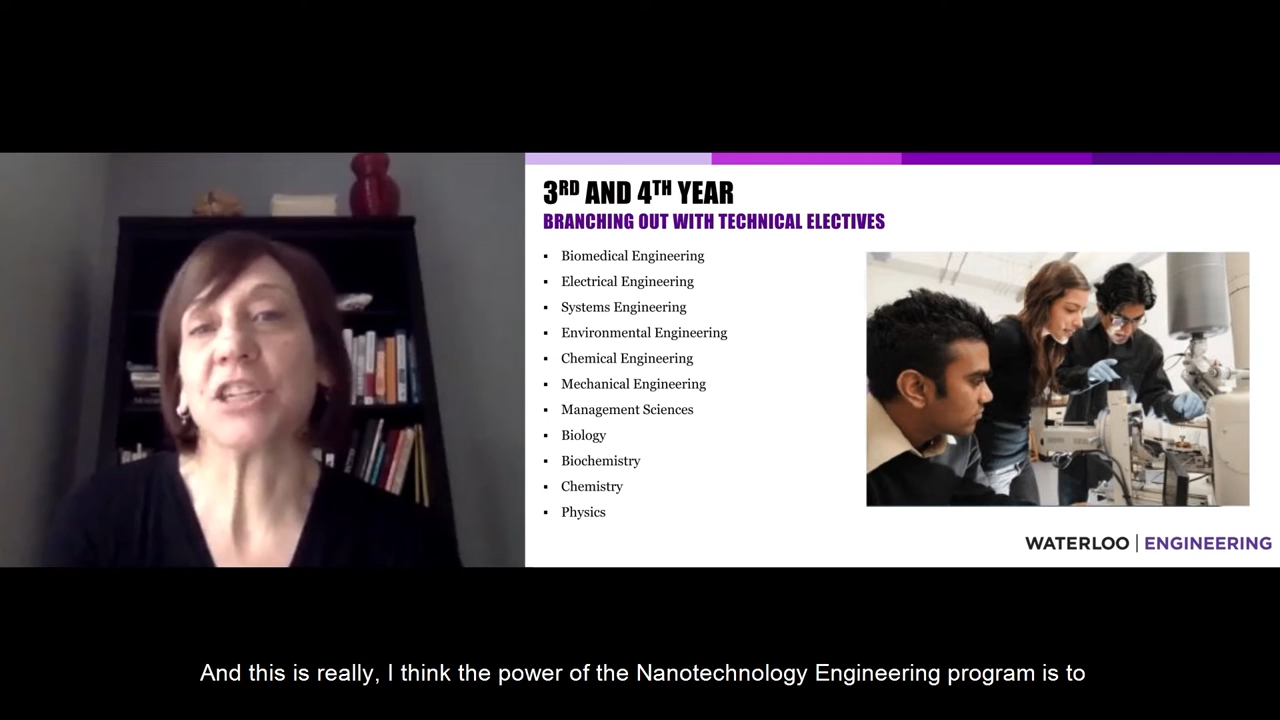 3RD AND 4TH YEAR
BRANCHING OUT WITH TECHNICAL ELECTIVES
▪ Biomedical Engineering
▪ Electrical Engineering
▪ Systems Engineering
▪ Environmental Engineering
▪ Chemical Engineering
▪ Mechanical Engineering
▪ Management Sciences
▪ Biology
▪ Biochemistry
▪ Chemistry
▪ Physics
WATERLOO | ENGINEERING
And this is really, I think the power of the Nanotechnology Engineering program is to